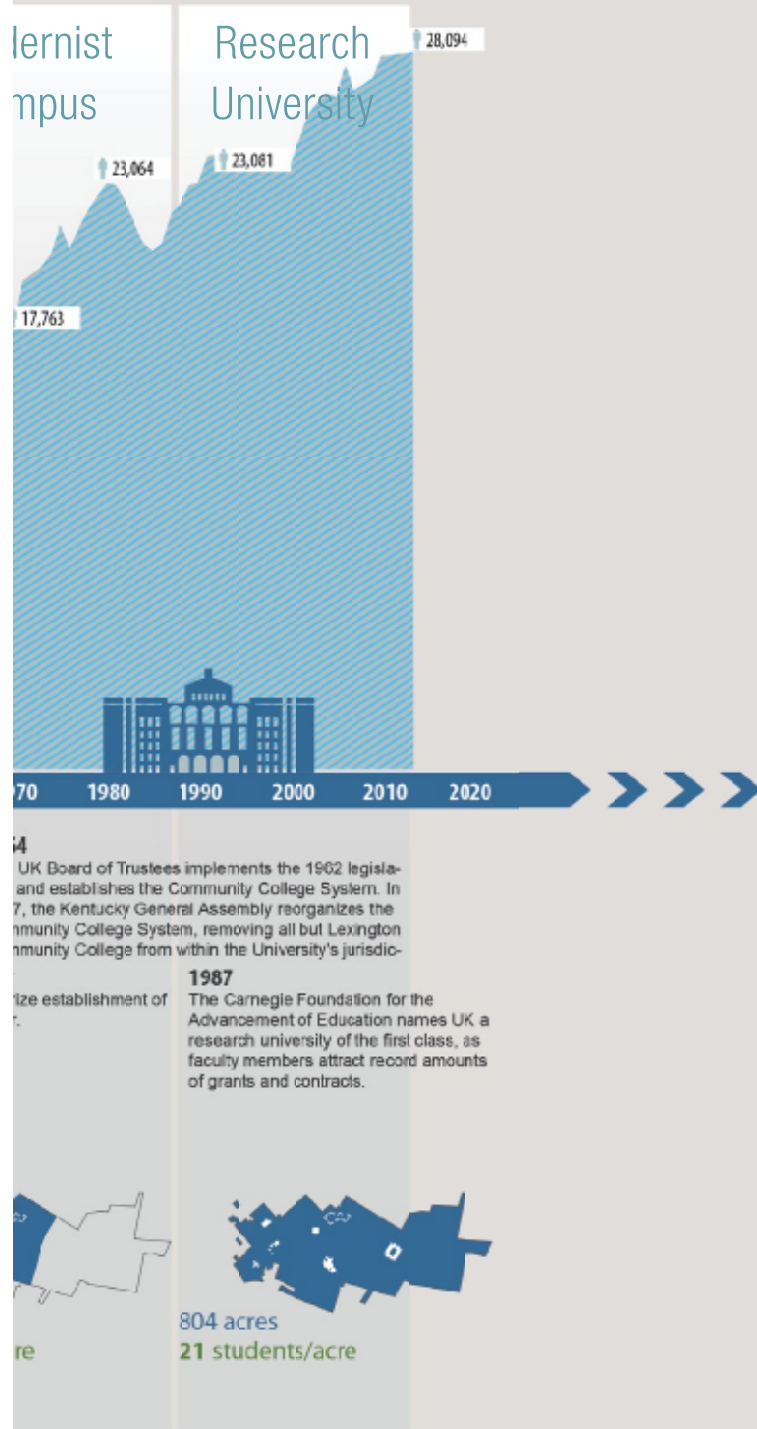 dernist
mpus
Research
University
28,094
23,064
23,081
17,763
70 1980 1990 2000 2010 2020
64
UK Board of Trustees implements the 1962 legisla-
and establishes the Community College System. In
7, the Kentucky General Assembly reorganizes the
mmunity College System, removing all but Lexington
mmunity College from within the University's jurisdic-
rize establishment of
r.
1987
The Carnegie Foundation for the
Advancement of Education names UK a
research university of the first class, as
faculty members attract record amounts
of grants and contracts.
re
804 acres
21 students/acre